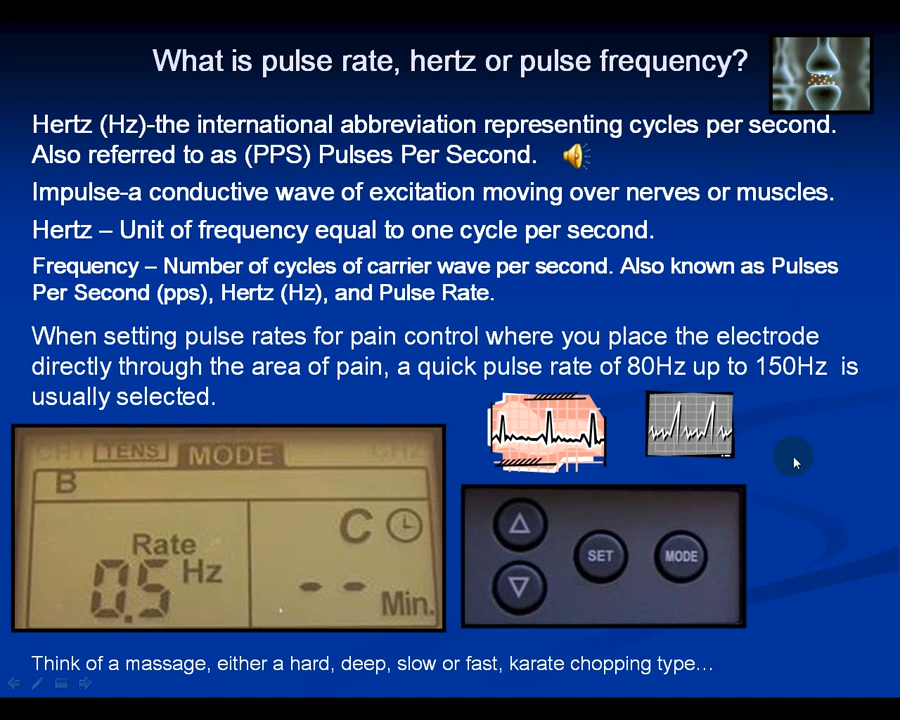 What is pulse rate, hertz or pulse frequency?
Hertz (Hz)-the international abbreviation representing cycles per second.
Also referred to as (PPS) Pulses Per Second.
Impulse-a conductive wave of excitation moving over nerves or muscles.
Hertz – Unit of frequency equal to one cycle per second.
Frequency – Number of cycles of carrier wave per second. Also known as Pulses
Per Second (pps), Hertz (Hz), and Pulse Rate.
When setting pulse rates for pain control where you place the electrode
directly through the area of pain, a quick pulse rate of 80Hz up to 150Hz is
usually selected.
CH1 TENS MODE CH2
B
C
Rate
0.5 Hz
-- Min.
SET MODE
Think of a massage, either a hard, deep, slow or fast, karate chopping type…